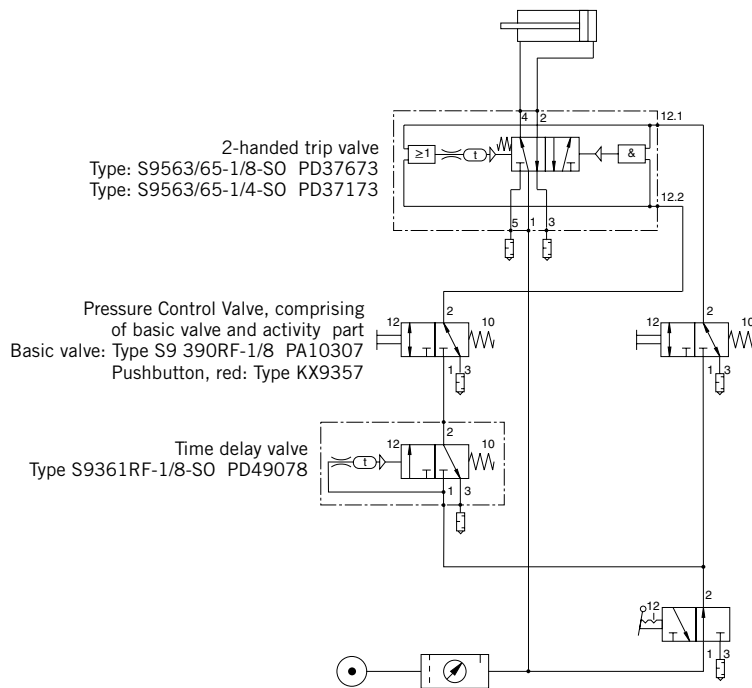 4
2
12.1
2-handed trip valve
Type: S9563/65-1/8-SO PD37673
Type: S9563/65-1/4-SO PD37173
≥1
t
&
12.2
5
1
3
Pressure Control Valve, comprising
of basic valve and activity part
Basic valve: Type S9 390RF-1/8 PA10307
Pushbutton, red: Type KX9357
12
2
10
1
3
12
2
10
1
3
Time delay valve
Type S9361RF-1/8-SO PD49078
12
2
10
t
1
3
12
2
1
3